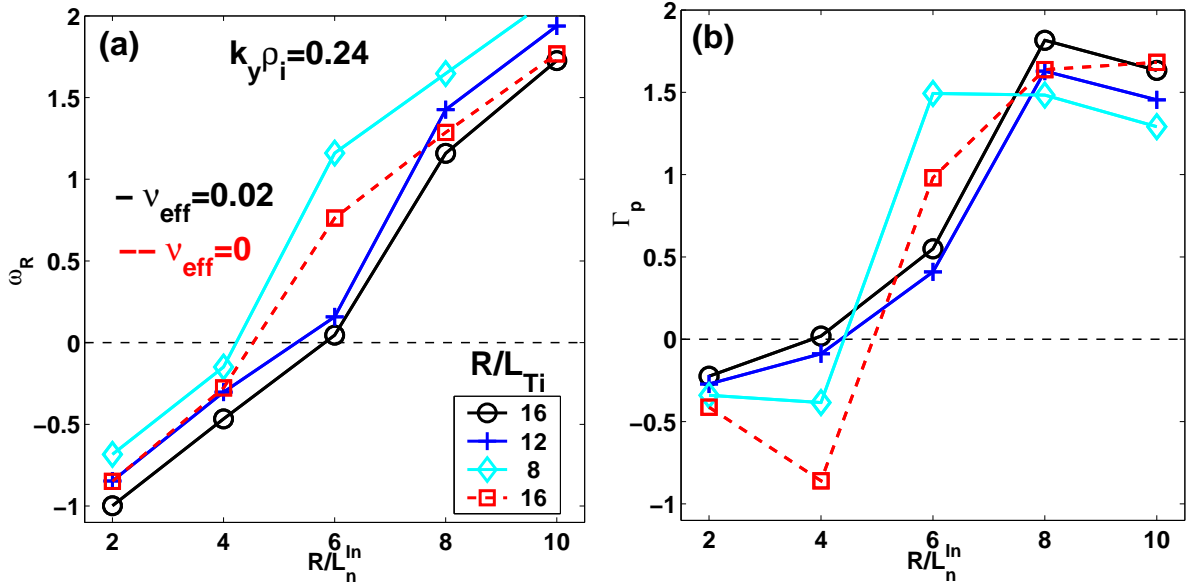 (a)
k_yρ_i=0.24
– ν_eff=0.02
-- ν_eff=0
ω_R
2
1.5
1
0.5
0
−0.5
−1
2 4 6 8 10
R/L_n^In
R/L_Ti
16
12
8
16
(b)
Γ_p
2
1.5
1
0.5
0
−0.5
−1
2 4 6 8 10
R/L_n^In